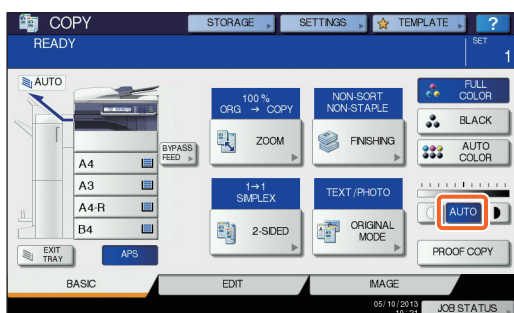 COPY
STORAGE
SETTINGS
TEMPLATE
?
READY
SET
1
AUTO
100 %
ORG → COPY
NON-SORT
NON-STAPLE
FULL
COLOR
ZOOM
FINISHING
BLACK
BYPASS
FEED
AUTO
COLOR
A4
A3
A4-R
B4
1→1
SIMPLEX
TEXT/PHOTO
2-SIDED
ORIGINAL
MODE
AUTO
EXIT
TRAY
APS
PROOF COPY
BASIC
EDIT
IMAGE
05/10/2013
JOB STATUS